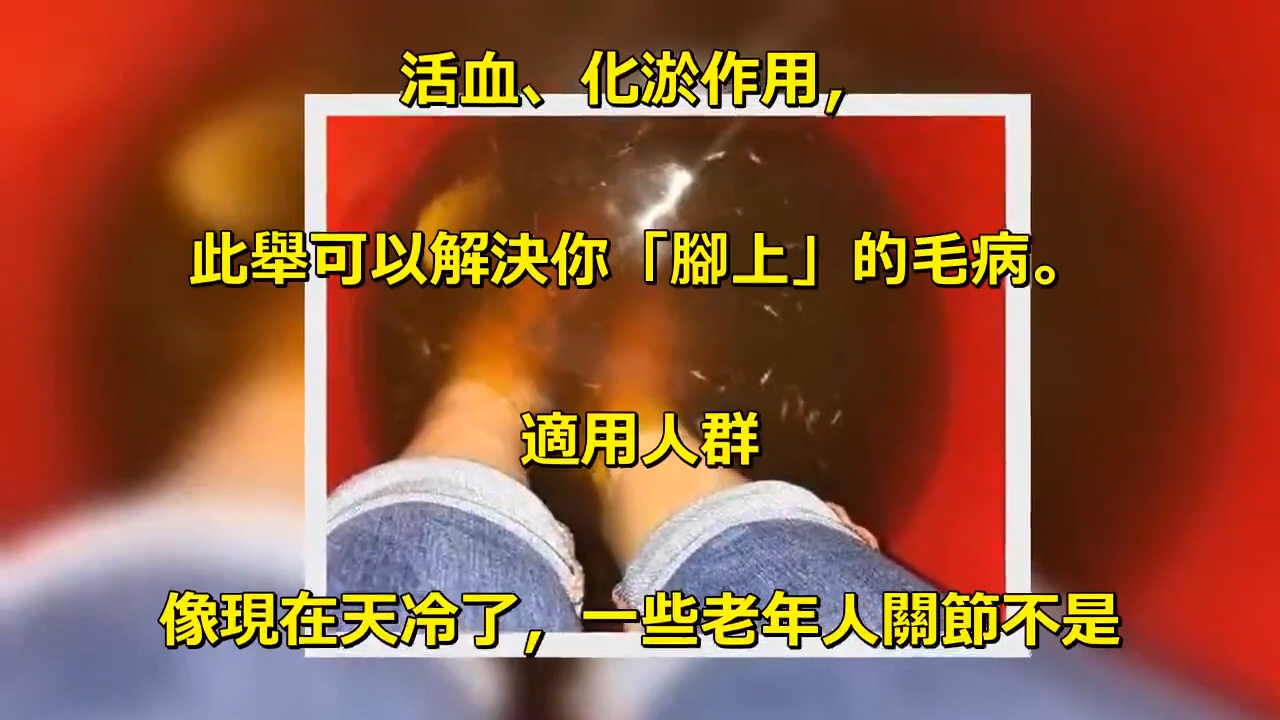 活血、化淤作用，
此舉可以解決你「腳上」的毛病。
適用人群
像現在天冷了，一些老年人關節不是